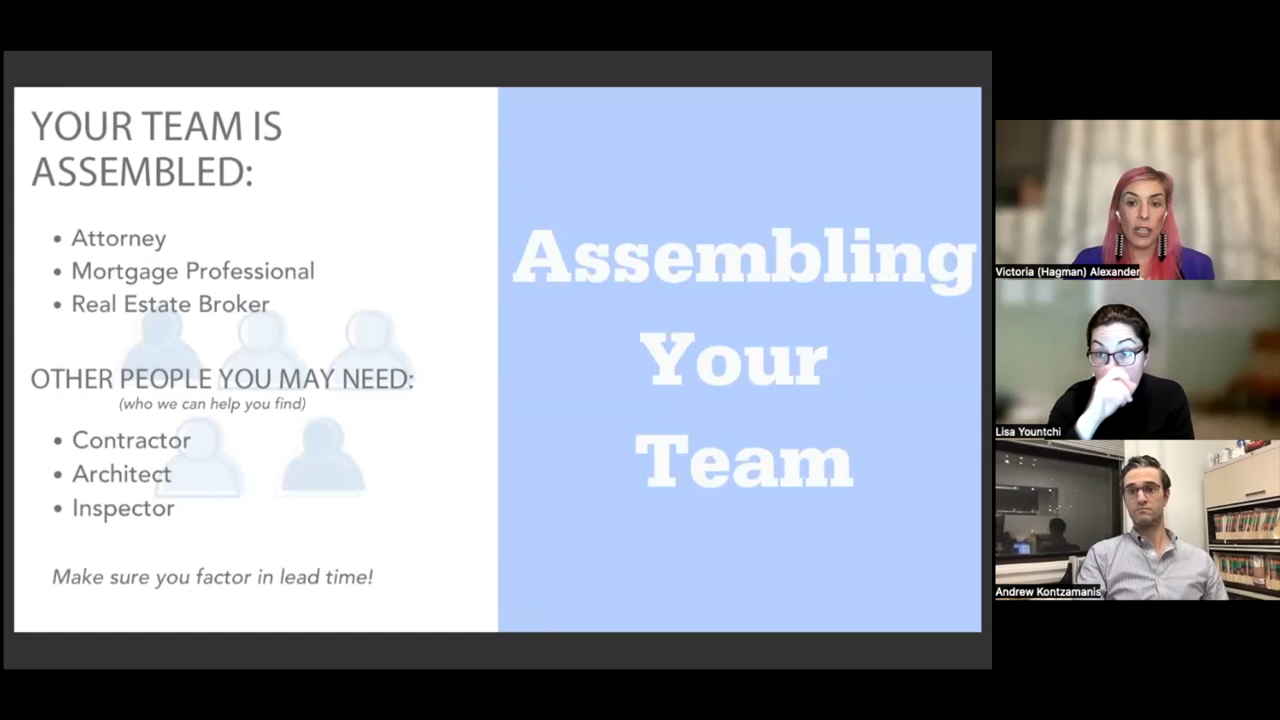 YOUR TEAM IS
ASSEMBLED:
• Attorney
• Mortgage Professional
• Real Estate Broker
OTHER PEOPLE YOU MAY NEED:
(who we can help you find)
• Contractor
• Architect
• Inspector
Make sure you factor in lead time!
Assembling
Your
Team
Victoria (Hagman) Alexander
Lisa Yountchi
Andrew Kontzamanis